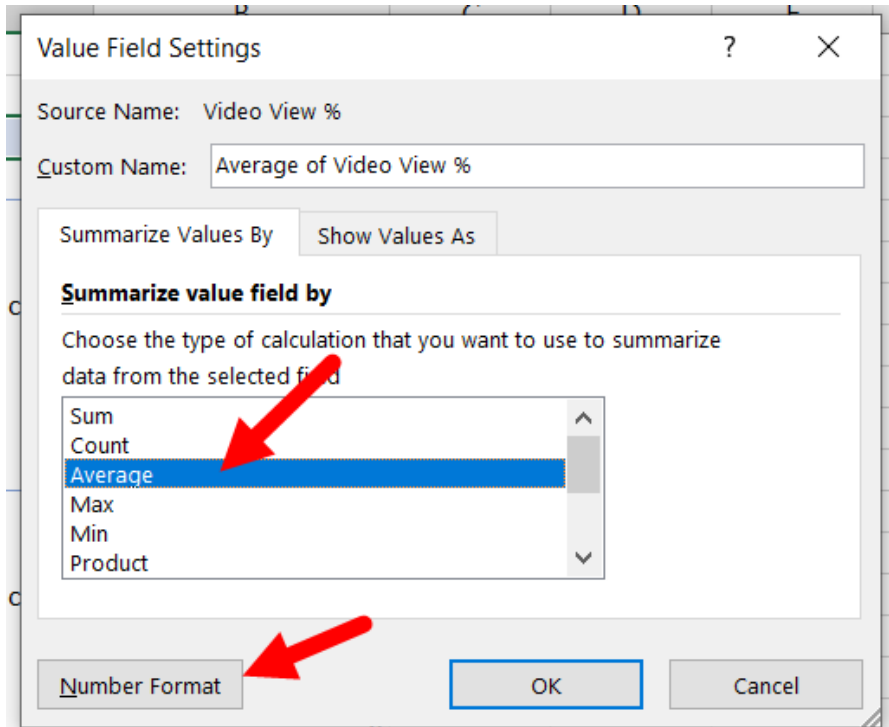 Value Field Settings ?
Source Name: Video View %
Custom Name: Average of Video View %
Summarize Values By Show Values As
Summarize value field by
Choose the type of calculation that you want to use to summarize
data from the selected field
Sum
Count
Average
Max
Min
Product
Number Format OK Cancel